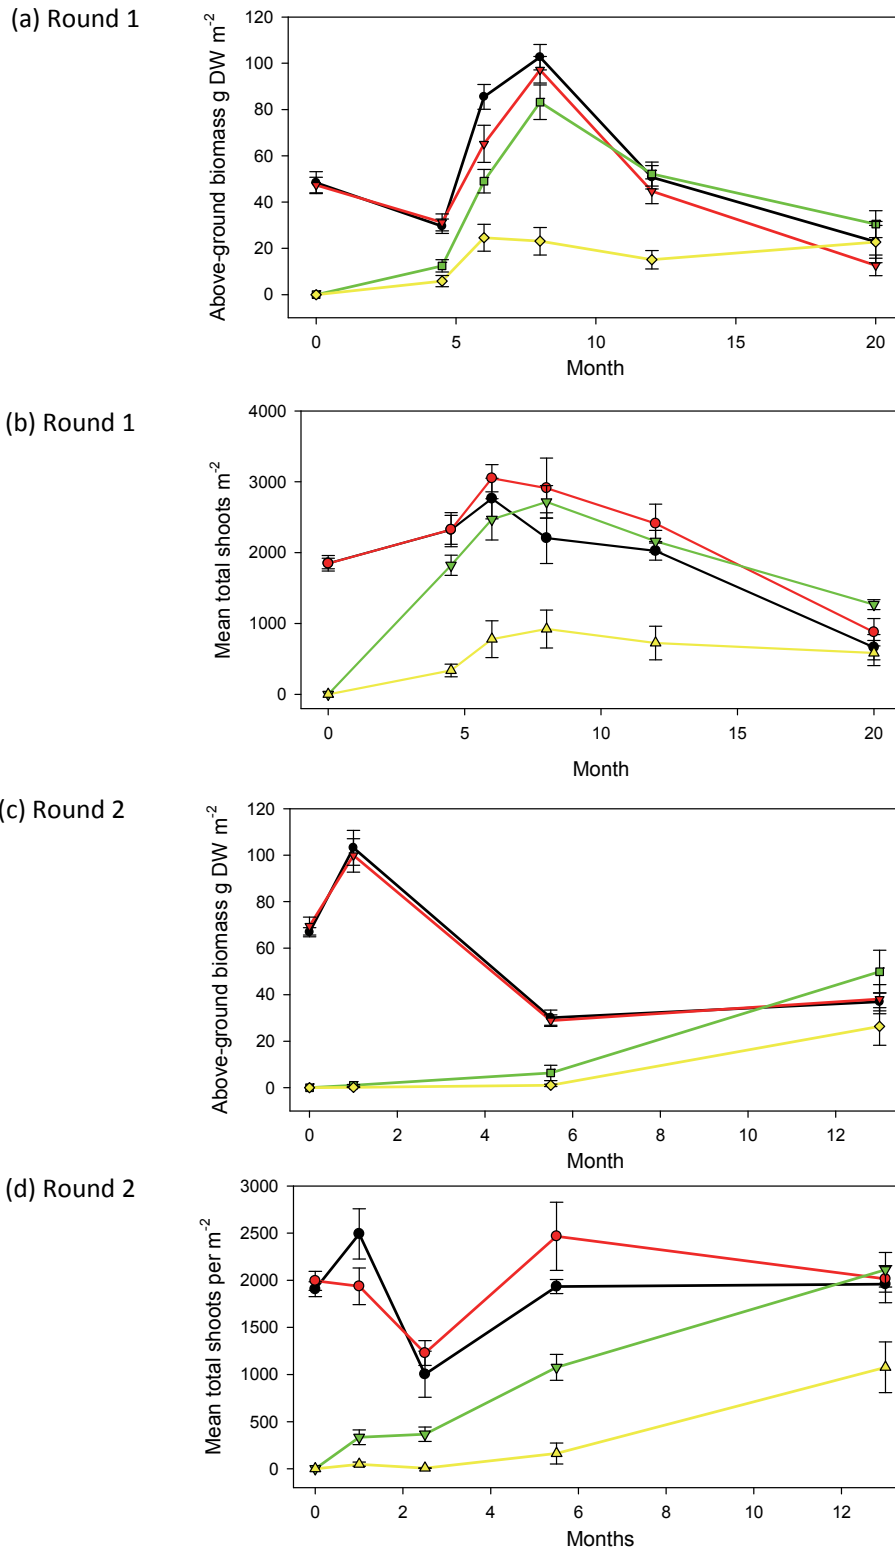 (a) Round 1
Above-ground biomass g DW m-2
120
100
80
60
40
20
0
0 5 10 15 20
Month
(b) Round 1
Mean total shoots m-2
4000
3000
2000
1000
0
0 5 10 15 20
Month
(c) Round 2
Above-ground biomass g DW m-2
120
100
80
60
40
20
0
0 2 4 6 8 10 12
Month
(d) Round 2
Mean total shoots per m-2
3000
2500
2000
1500
1000
500
0
0 2 4 6 8 10 12
Months